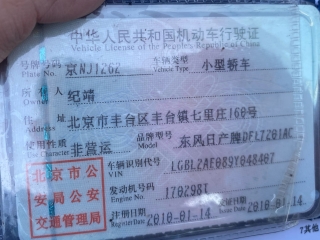 中华人民共和国机动车行驶证
Vehicle License of the People's Republic of China
号牌号码 京NJ1262 车辆类型 小型轿车
Plate No. Vehicle Type
所有人 纪靖
住址 北京市丰台区丰台镇七里庄160号
Address
使用性质 非营运 品牌型号 东风日产牌DFL7201AC
Use Character Model
北京市公安局公安交通管理局
车辆识别代号 LGBL2AE089Y048407
VIN
发动机号码 170298T
Engine No.
注册日期 2010-01-14 发证日期 2010-01-14
Register Date Issue Date